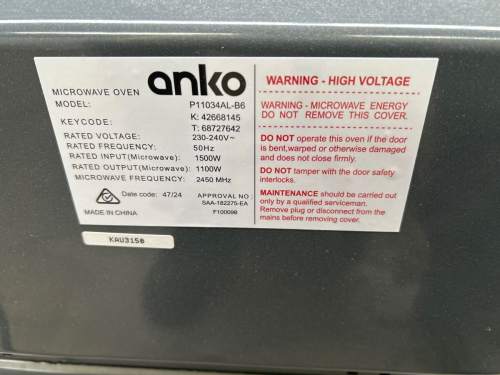 anko
MICROWAVE OVEN
MODEL: P11034AL-B6
KEYCODE: K: 42668145
T: 68727642
RATED VOLTAGE: 230-240V~
RATED FREQUENCY: 50Hz
RATED INPUT(Microwave): 1500W
RATED OUTPUT(Microwave): 1100W
MICROWAVE FREQUENCY: 2450 MHz
Date code: 47/24
APPROVAL NO :
SAA-182275-EA
MADE IN CHINA
F100098
KAU315B
WARNING - HIGH VOLTAGE
WARNING - MICROWAVE ENERGY
DO NOT REMOVE THIS COVER.
DO NOT operate this oven if the door
is bent,warped or otherwise damaged
and does not close firmly.
DO NOT tamper with the door safety
interlocks.
MAINTENANCE should be carried out
only by a qualified serviceman.
Remove plug or disconnect from the
mains before removing cover.